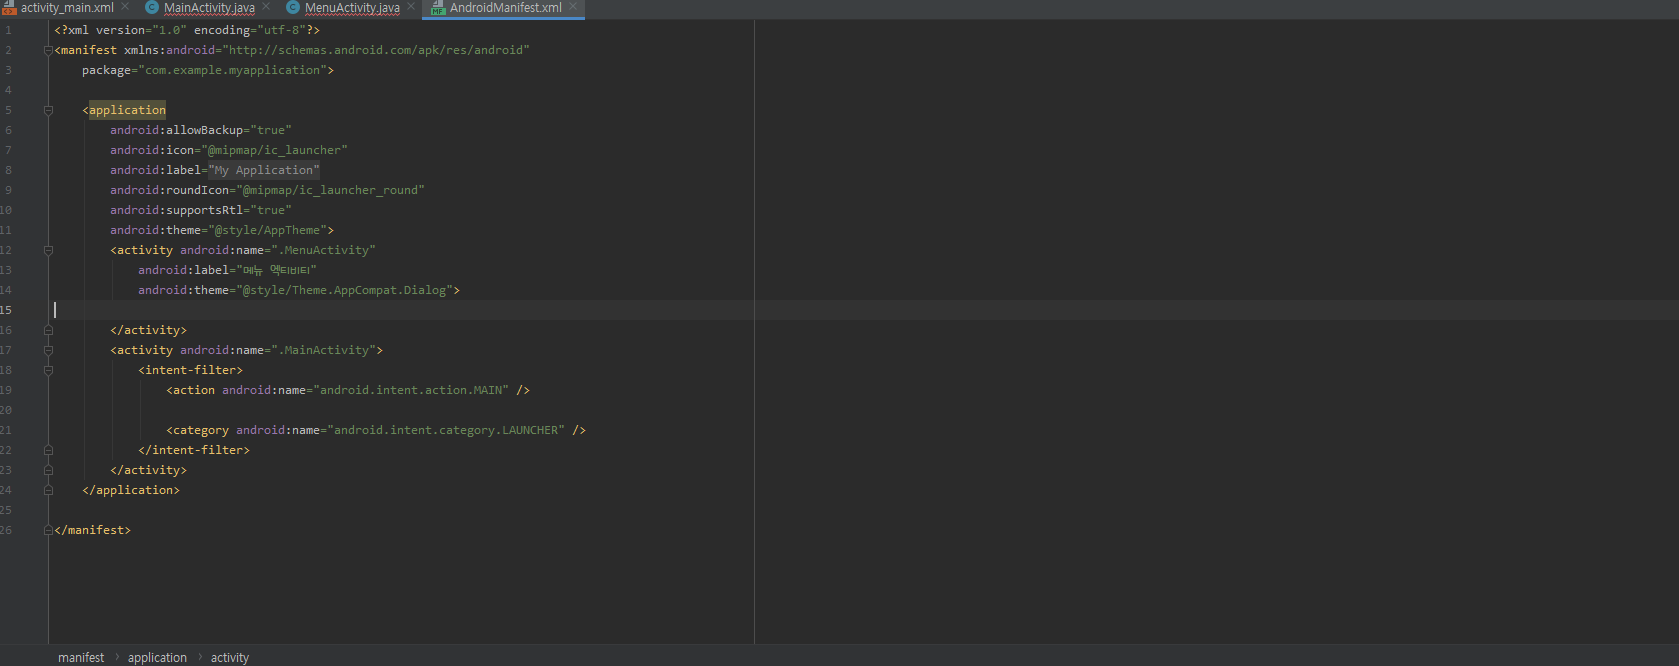 activity_main.xml MainActivity.java MenuActivity.java AndroidManifest.xml
1 <?xml version="1.0" encoding="utf-8"?>
2 <manifest xmlns:android="http://schemas.android.com/apk/res/android"
3 package="com.example.myapplication">
4
5 <application
6 android:allowBackup="true"
7 android:icon="@mipmap/ic_launcher"
8 android:label="My Application"
9 android:roundIcon="@mipmap/ic_launcher_round"
10 android:supportsRtl="true"
11 android:theme="@style/AppTheme">
12 <activity android:name=".MenuActivity"
13 android:label="메뉴 엑티비티"
14 android:theme="@style/Theme.AppCompat.Dialog">
15
16 </activity>
17 <activity android:name=".MainActivity">
18 <intent-filter>
19 <action android:name="android.intent.action.MAIN" />
20
21 <category android:name="android.intent.category.LAUNCHER" />
22 </intent-filter>
23 </activity>
24 </application>
25
26 </manifest>
manifest application activity